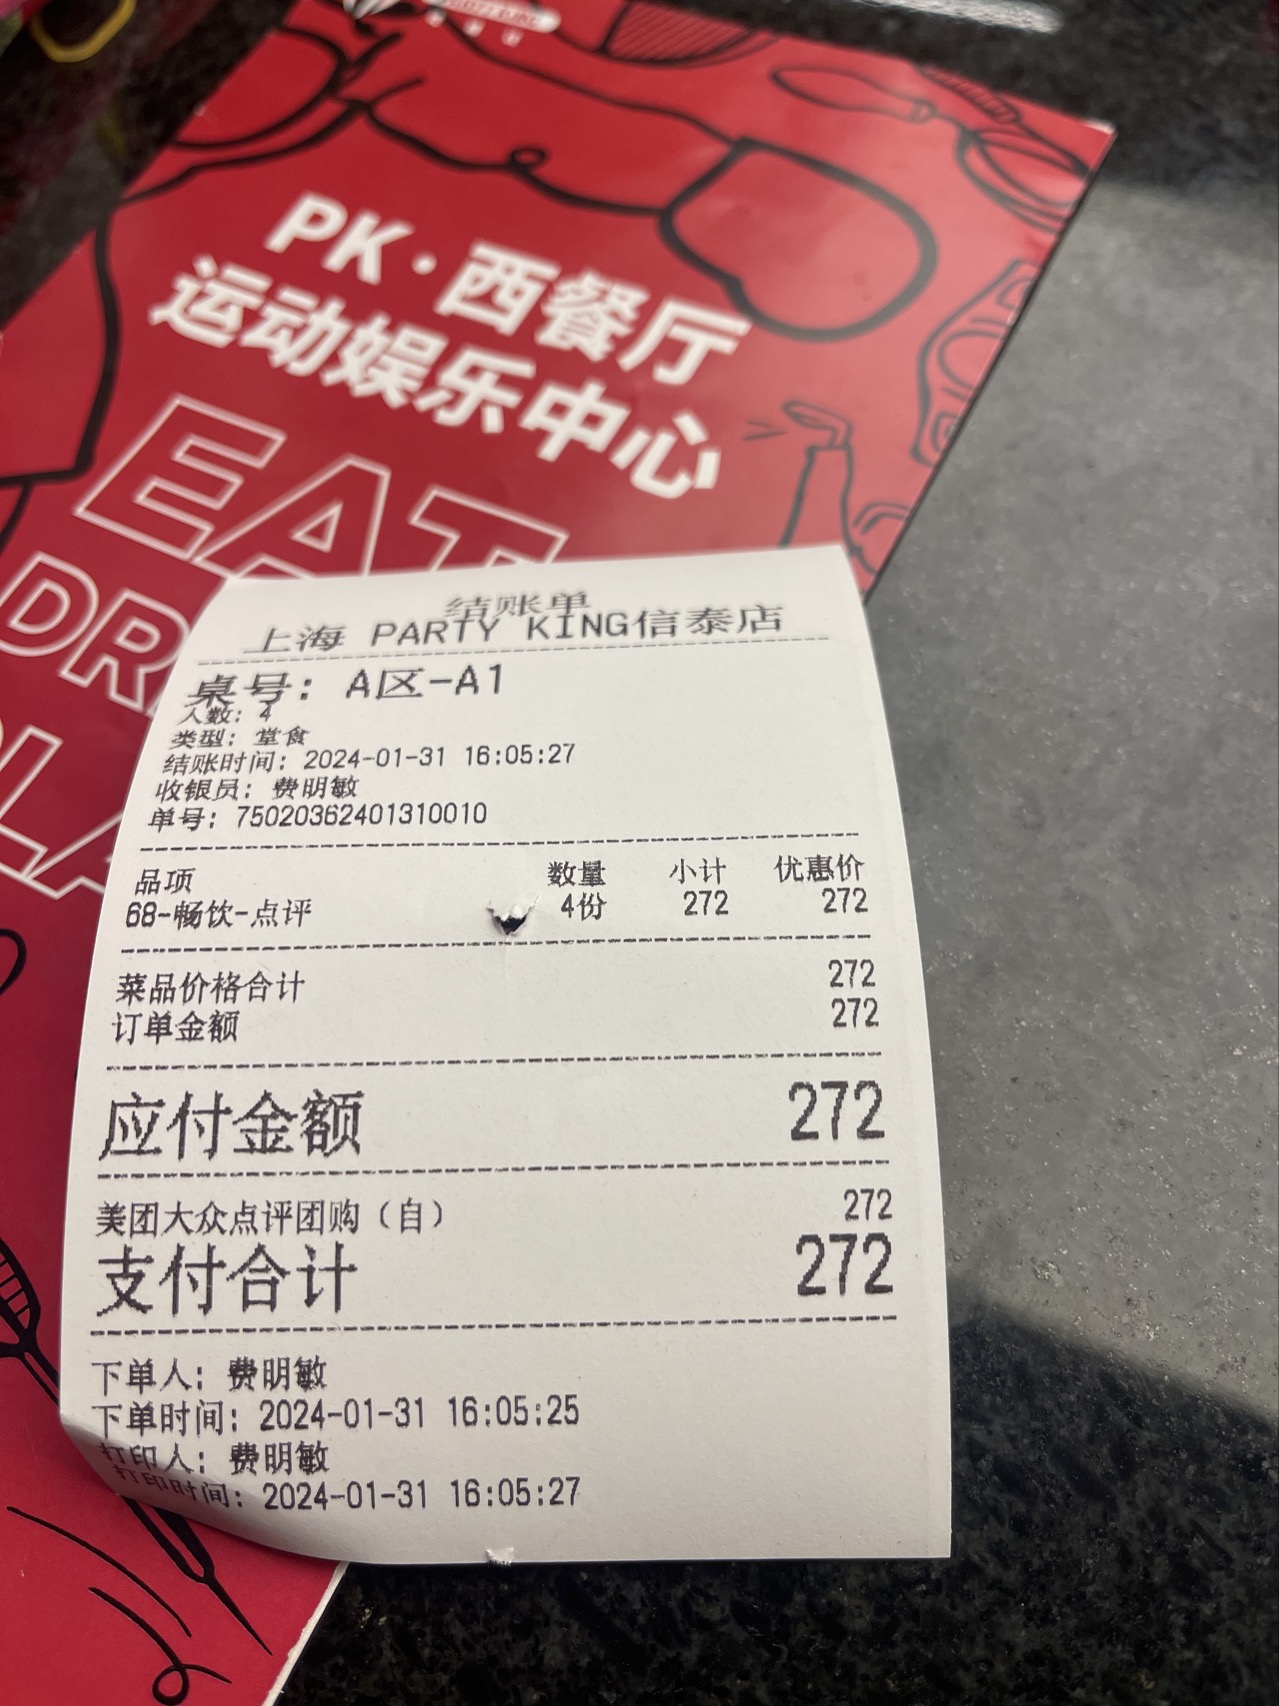 PK·西餐厅
运动娱乐中心
EAT
DR
LA
结账单
上海 PARTY KING信泰店
桌号: A区-A1
人数: 4
类型: 堂食
结账时间: 2024-01-31 16:05:27
收银员: 费明敏
单号: 75020362401310010
品项 数量 小计 优惠价
68-畅饮-点评 4份 272 272
菜品价格合计 272
订单金额 272
应付金额 272
美团大众点评团购（自） 272
支付合计 272
下单人: 费明敏
下单时间: 2024-01-31 16:05:25
打印人: 费明敏
打印时间: 2024-01-31 16:05:27